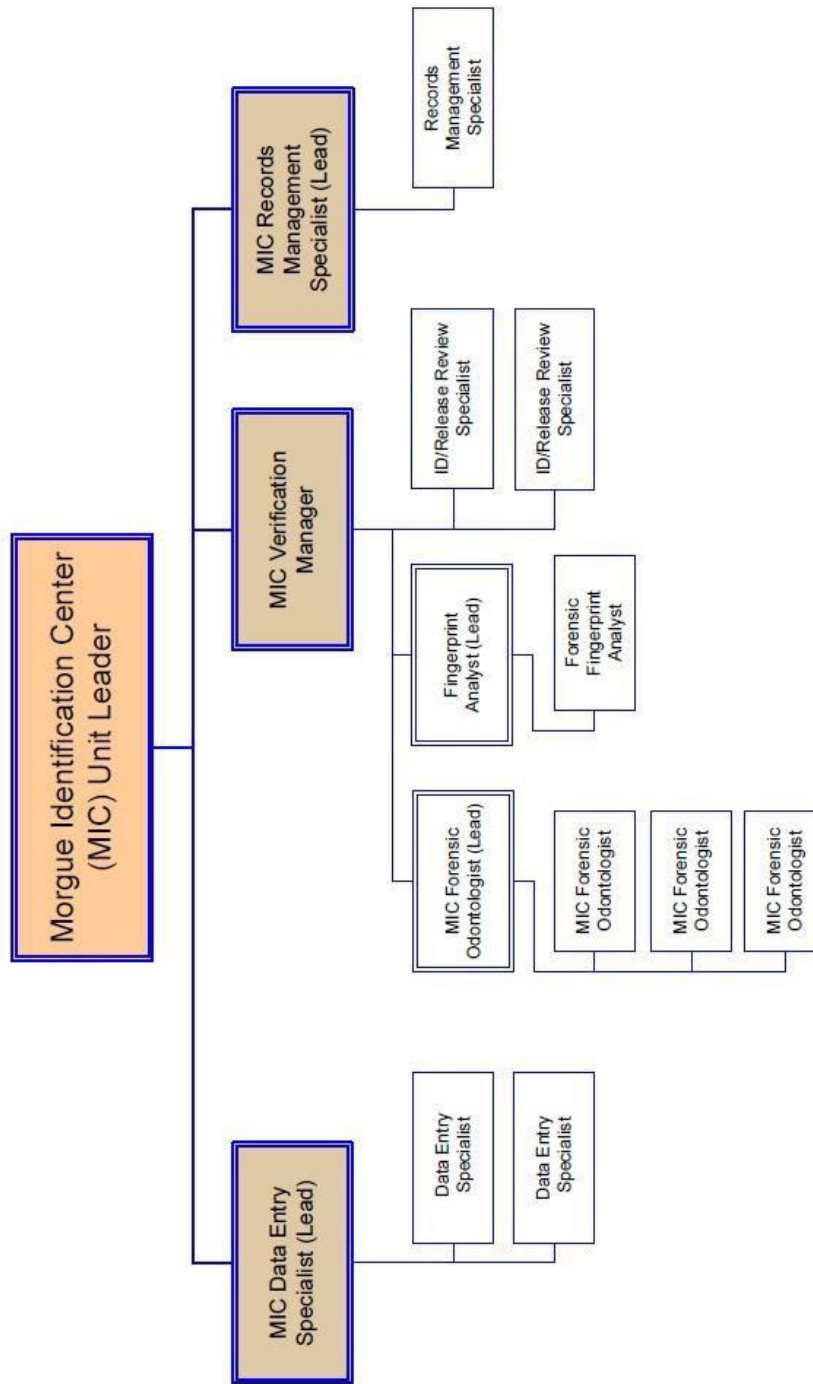 Morgue Identification Center
(MIC) Unit Leader
MIC Data Entry
Specialist (Lead)
Data Entry
Specialist
Data Entry
Specialist
MIC Verification
Manager
MIC Forensic
Odontologist (Lead)
MIC Forensic
Odontologist
MIC Forensic
Odontologist
MIC Forensic
Odontologist
Fingerprint
Analyst (Lead)
Forensic
Fingerprint
Analyst
ID/Release Review
Specialist
ID/Release Review
Specialist
MIC Records
Management
Specialist (Lead)
Records
Management
Specialist